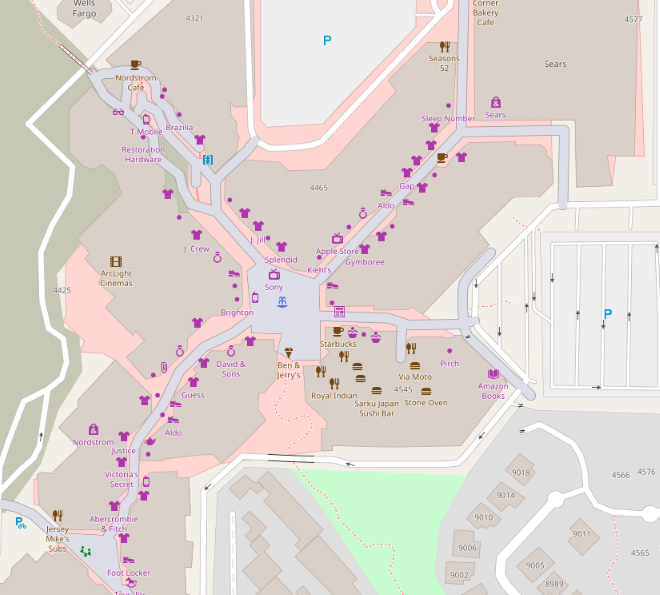 Wells
Fargo
4321
P
Corner
Bakery
Cafe
4577
Seasons
52
Sears
Nordstrom
Cafe
T-Mobile
Brazilia
Sleep Number
Sears
Restoration
Hardware
4465
Gap
Aldo
J. Crew
J. Jill
Splendid
Apple Store
Gymboree
Kiehl's
ArcLight
Cinemas
4425
Sony
Brighton
P
Starbucks
David &
Sons
Ben &
Jerry's
Via Moto
Pirch
Amazon
Books
Guess
Royal Indian
Sarku Japan
Sushi Bar
4545
Stone Oven
Aldo
Nordstrom
Justice
Victoria's
Secret
9018
4566
4576
9014
Abercrombie
& Fitch
9010
P
Jersey
Mike's
Subs
9011
9006
4565
9005
Foot Locker
9002
8989
Toys Etc